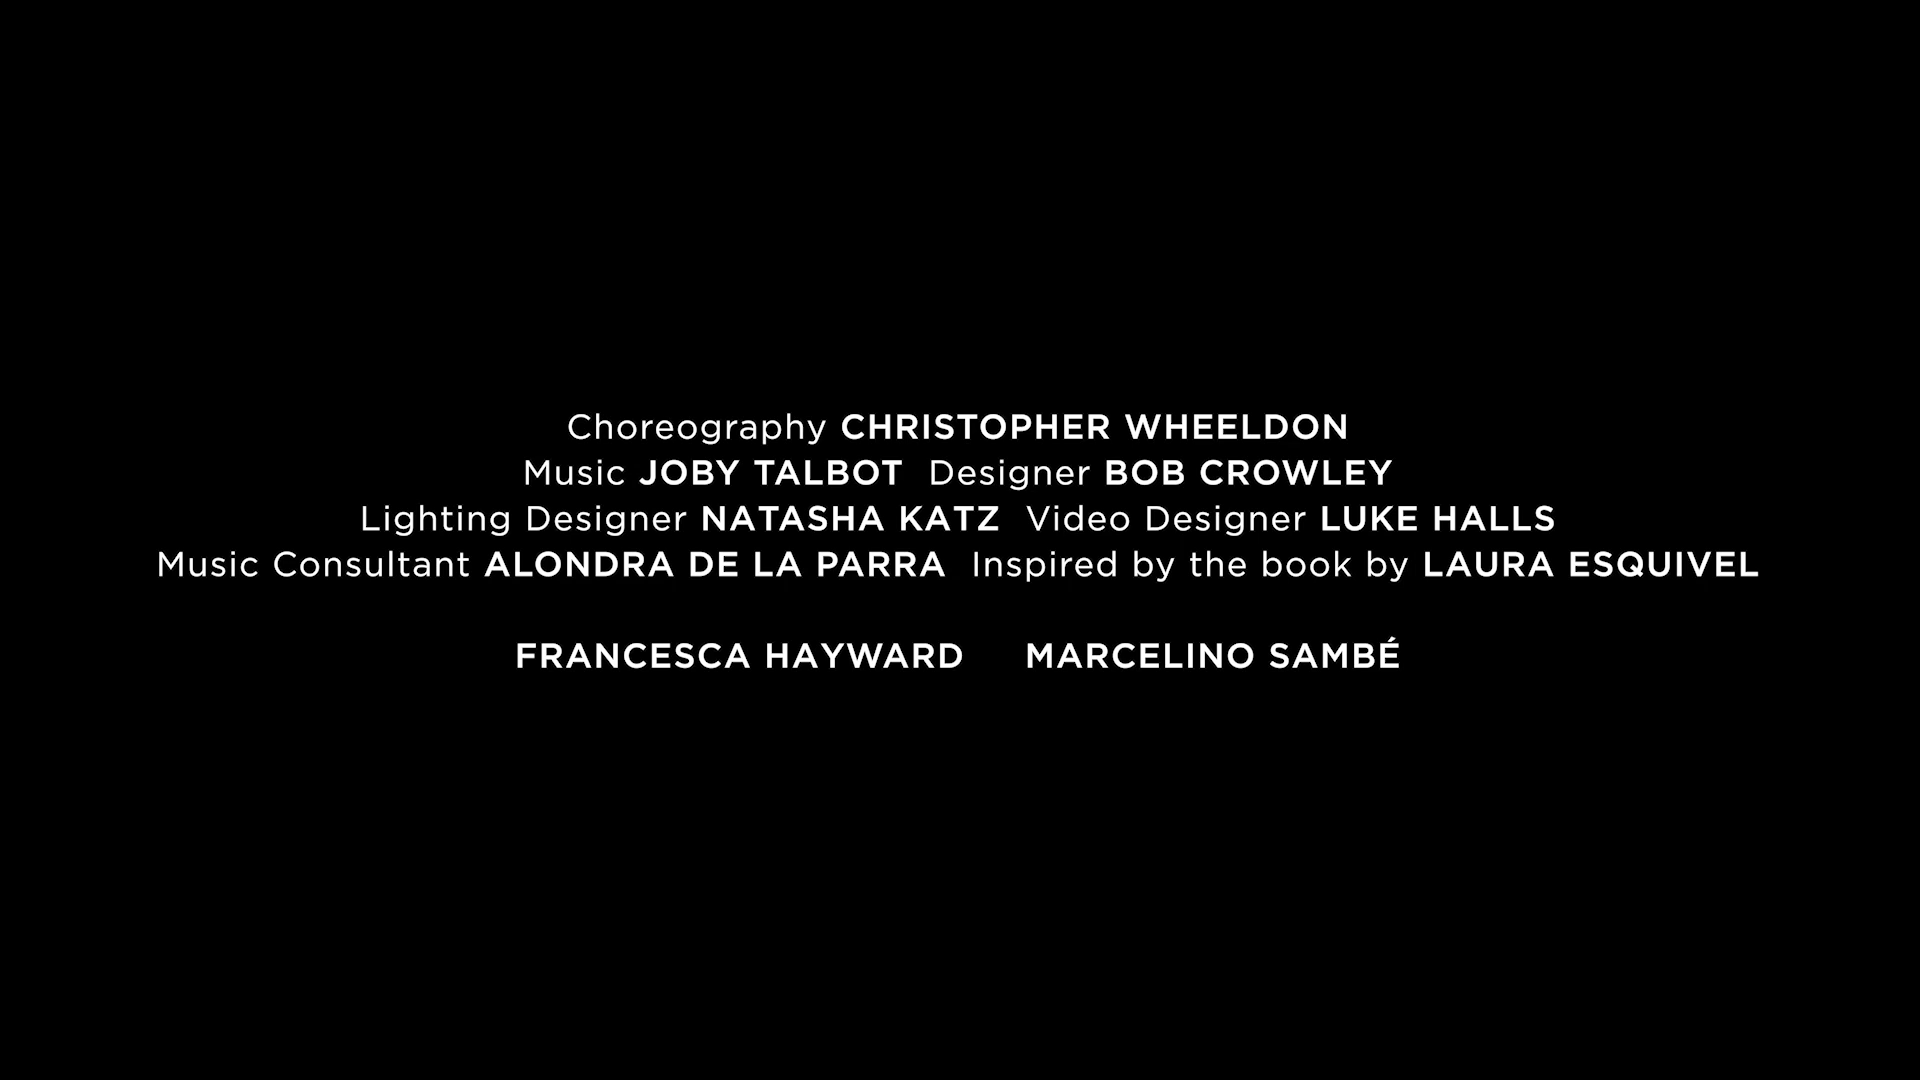 Choreography CHRISTOPHER WHEELDON
Music JOBY TALBOT Designer BOB CROWLEY
Lighting Designer NATASHA KATZ Video Designer LUKE HALLS
Music Consultant ALONDRA DE LA PARRA Inspired by the book by LAURA ESQUIVEL
FRANCESCA HAYWARD MARCELINO SAMBÉ